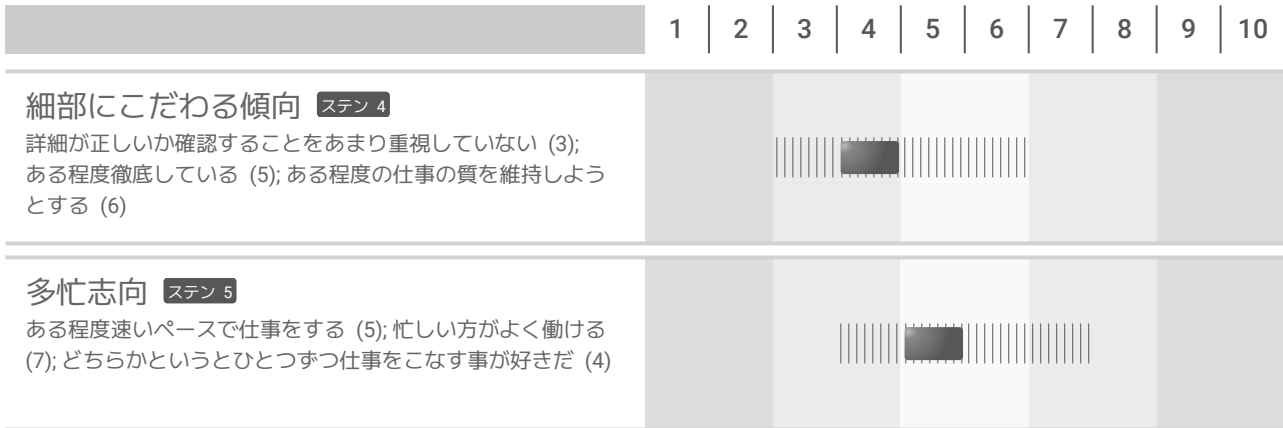 1 2 3 4 5 6 7 8 9 10
細部にこだわる傾向 ステン 4
詳細が正しいか確認することをあまり重視していない (3);
ある程度徹底している (5); ある程度の仕事の質を維持しよう
とする (6)
多忙志向 ステン 5
ある程度速いペースで仕事をする (5); 忙しい方がよく働ける
(7); どちらかというとひとつずつ仕事をこなす事が好きだ (4)